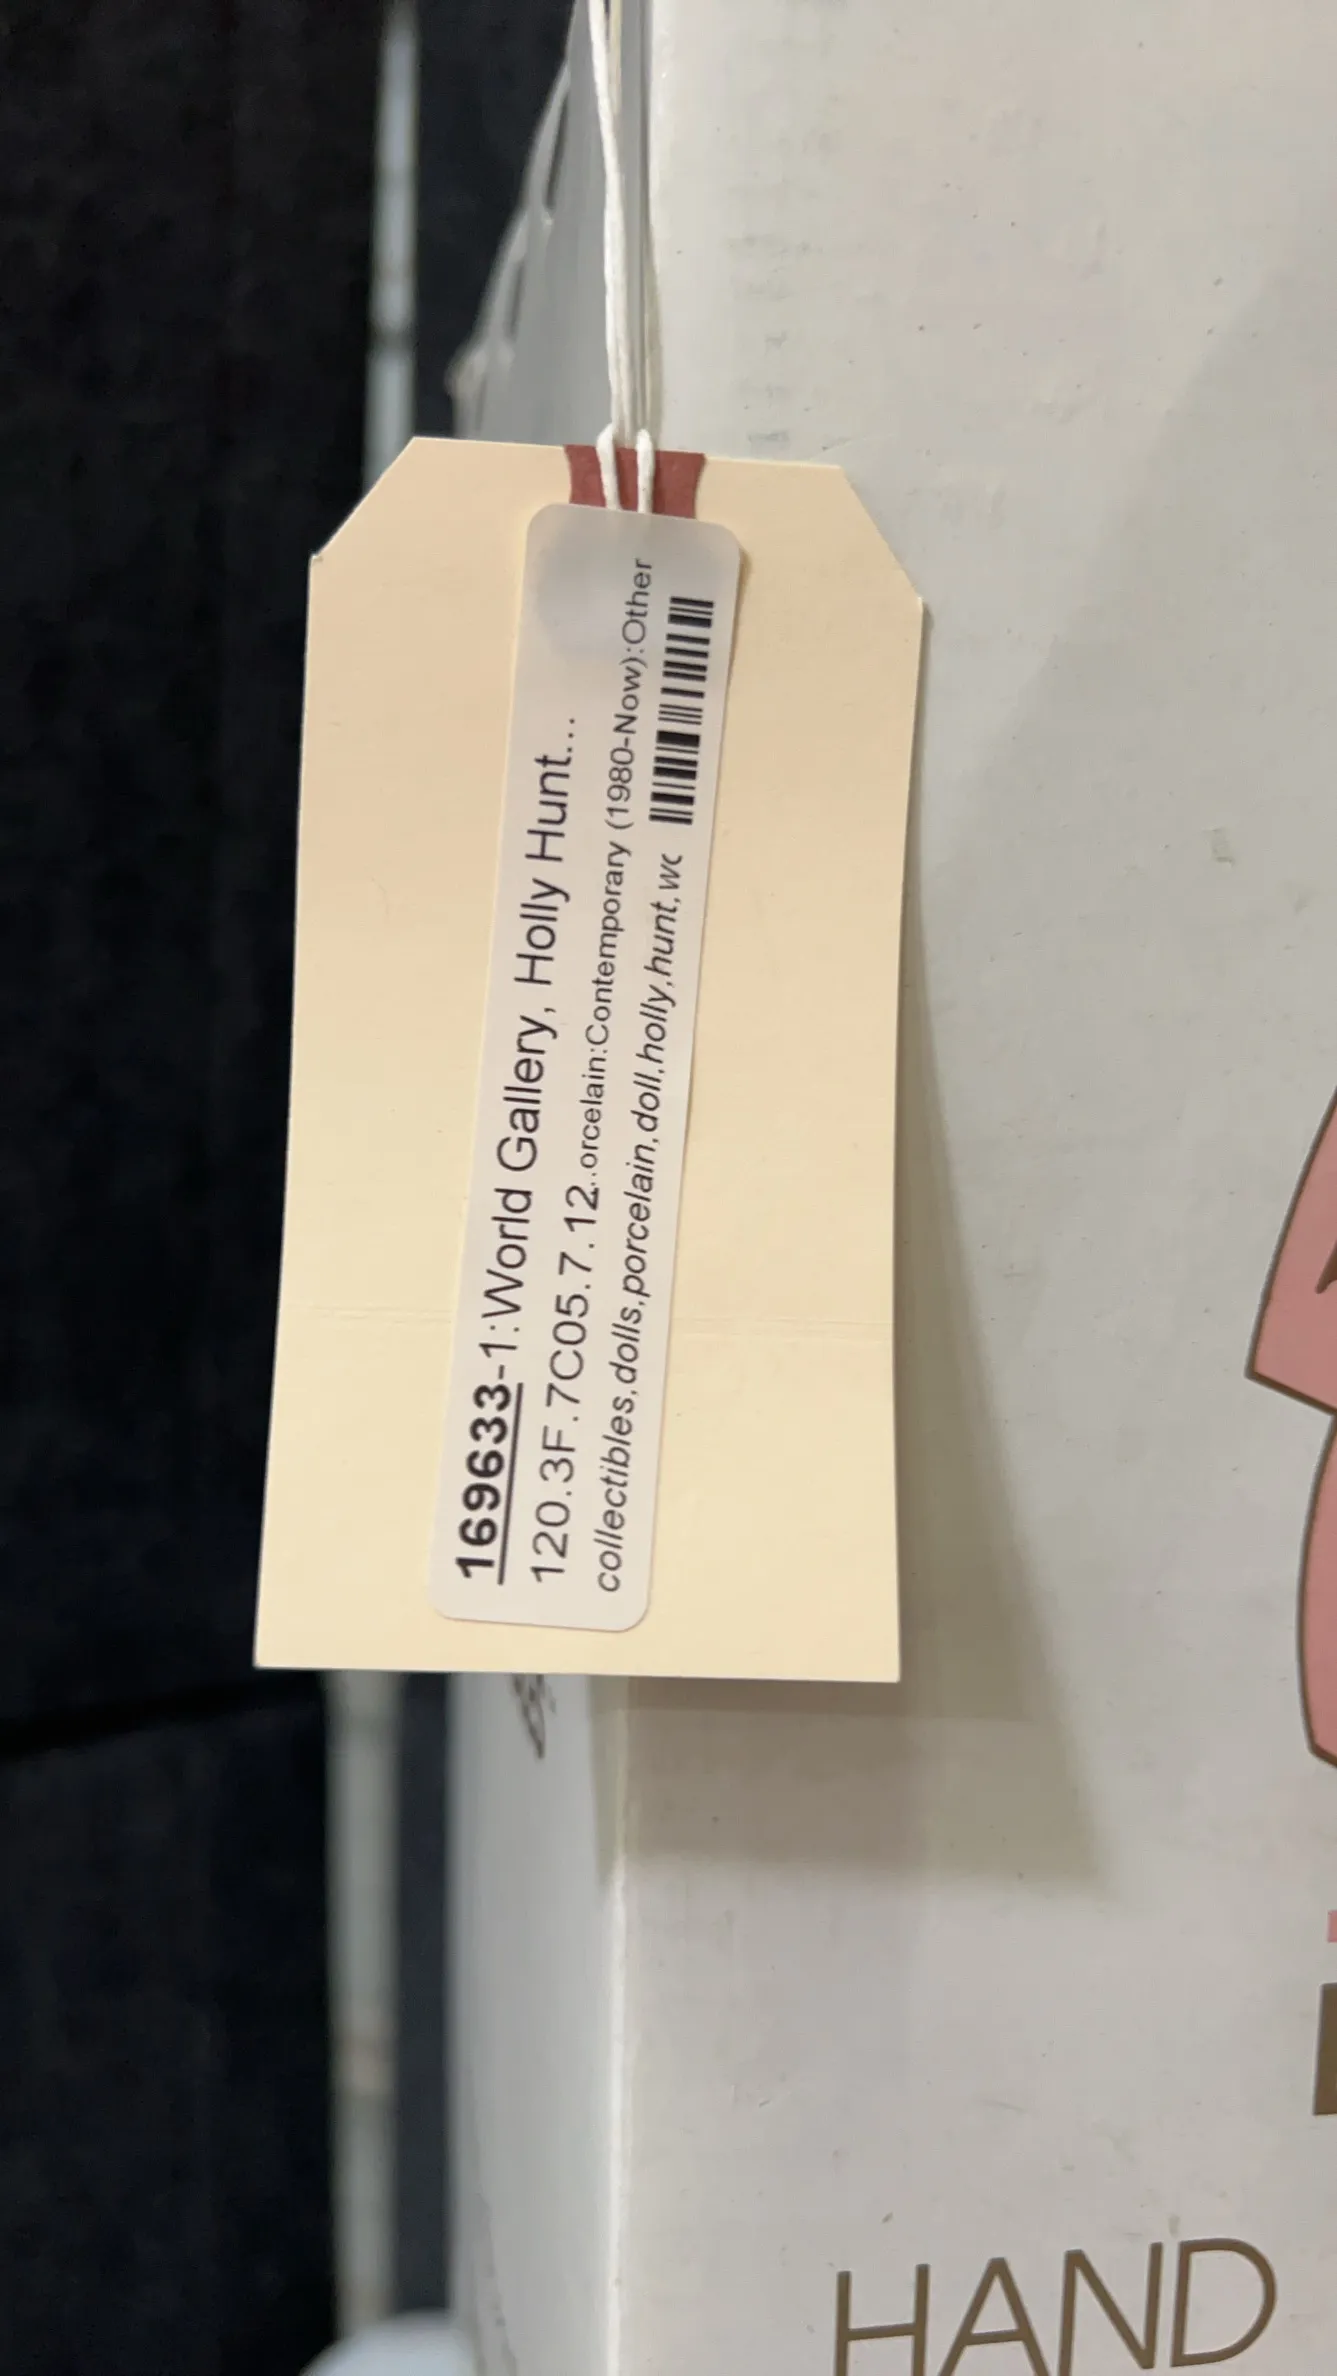 169633-1:World Gallery, Holly Hunt...
120.3F.7C05.7.12...orcelain:Contemporary (1980-Now):Other
collectibles,dolls,porcelain,doll,holly,hunt,wo
HAND